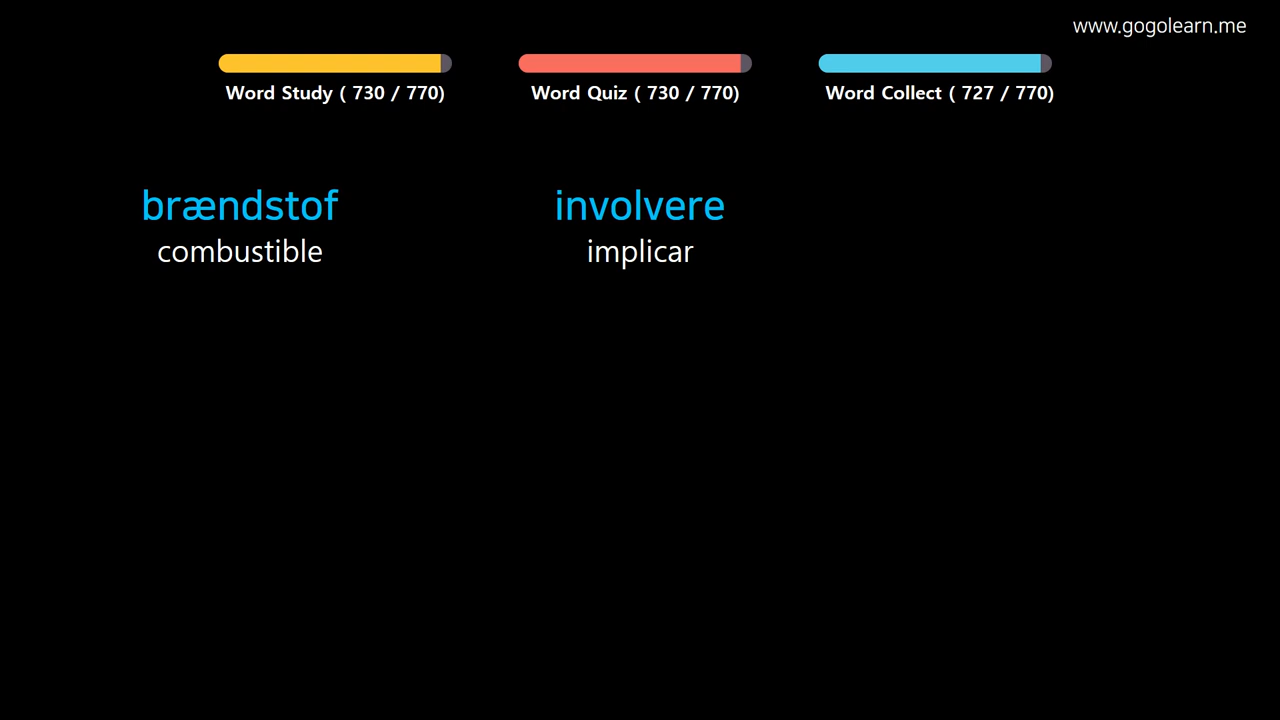 www.gogolearn.me
Word Study ( 730 / 770)
Word Quiz ( 730 / 770)
Word Collect ( 727 / 770)
brændstof
combustible
involvere
implicar